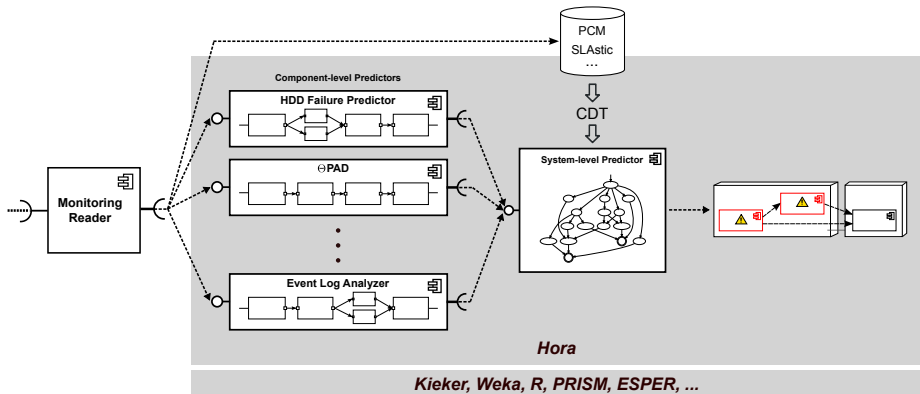 PCM
SLAstic
...
Component-level Predictors
HDD Failure Predictor
CDT
System-level Predictor
ΘPAD
Monitoring
Reader
Event Log Analyzer
Hora
Kieker, Weka, R, PRISM, ESPER, ...